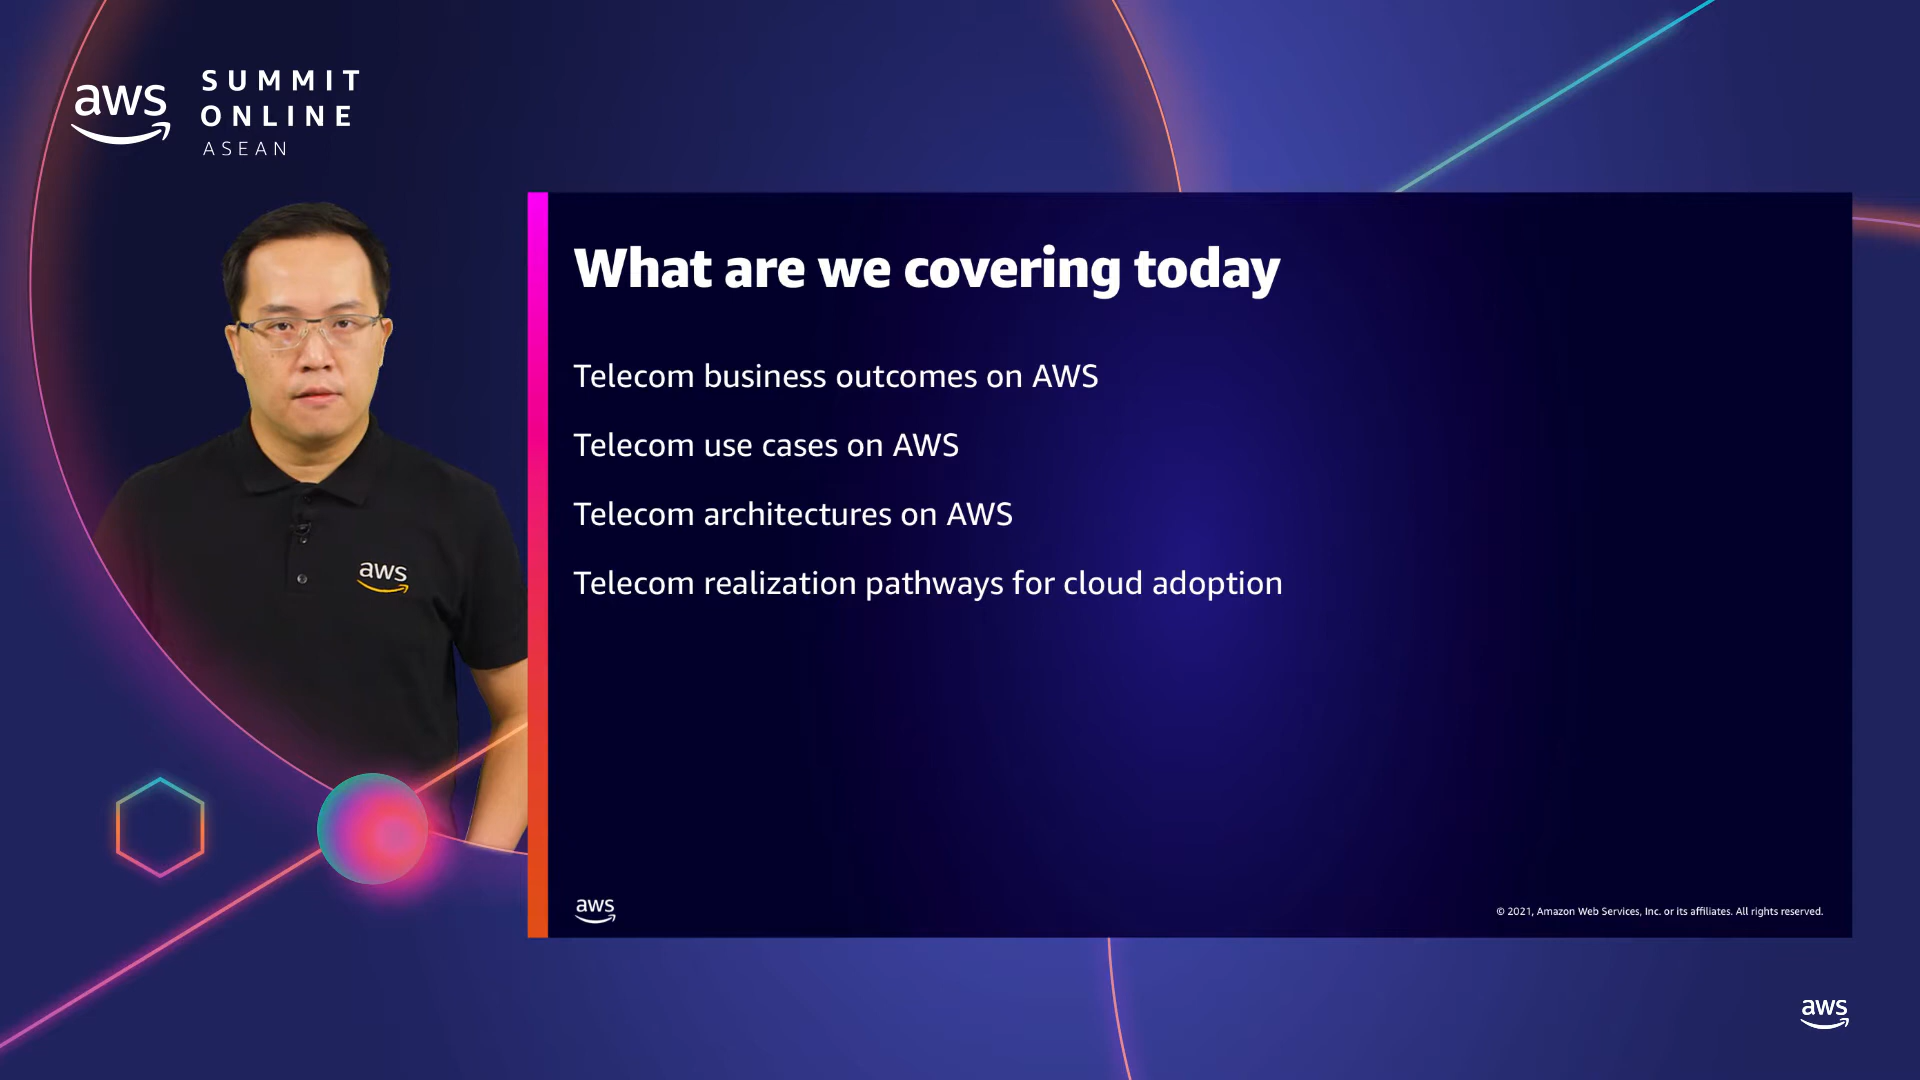 aws
SUMMIT
ONLINE
ASEAN
What are we covering today
Telecom business outcomes on AWS
Telecom use cases on AWS
Telecom architectures on AWS
Telecom realization pathways for cloud adoption
aws
aws
© 2021, Amazon Web Services, Inc. or its affiliates. All rights reserved.
aws